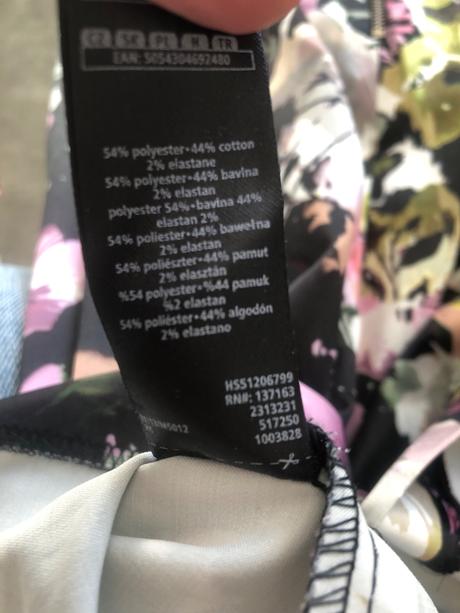 CZ SK PL H TR
EAN: 5054304692480
54% polyester•44% cotton
2% elastane
54% polyester•44% bavlna
2% elastan
polyester 54%•bavlna 44%
elastan 2%
54% poliester•44% bawełna
2% elastan
54% poliészter•44% pamut
2% elasztán
%54 polyester•%44 pamuk
%2 elastan
54% poliéster•44% algodón
2% elastano
HS51206799
RN#: 137163
2313231
517250
1003828